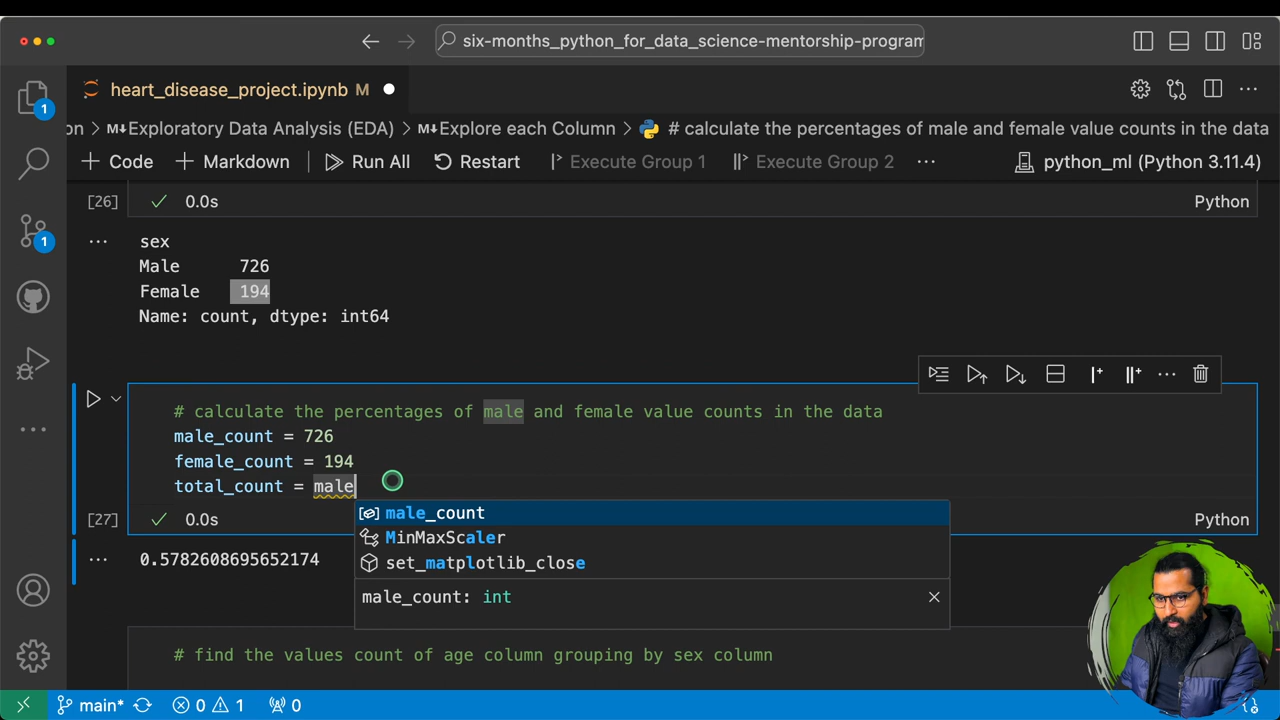 six-months_python_for_data_science-mentorship-program
heart_disease_project.ipynb M
on > M↓Exploratory Data Analysis (EDA) > M↓Explore each Column > # calculate the percentages of male and female value counts in the data
+ Code + Markdown | Run All Restart Execute Group 1 Execute Group 2 ··· python_ml (Python 3.11.4)
[26] ✓ 0.0s Python
··· sex
Male 726
Female 194
Name: count, dtype: int64
# calculate the percentages of male and female value counts in the data
male_count = 726
female_count = 194
total_count = male
male_count
[27] ✓ 0.0s Python
MinMaxScaler
··· 0.5782608695652174
set_matplotlib_close
male_count: int
# find the values count of age column grouping by sex column
main* 0 1 0
1
1